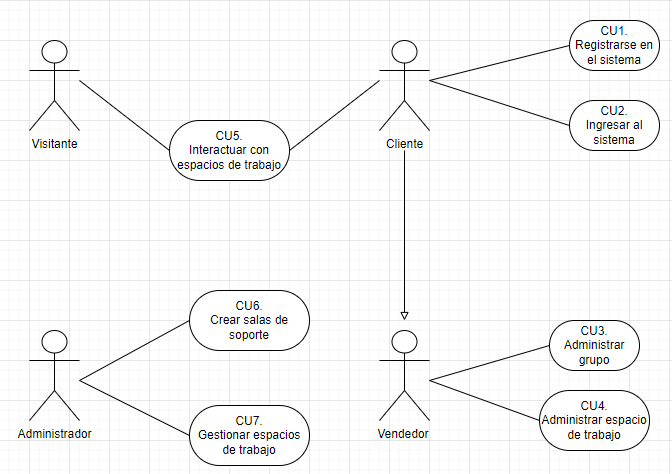 CU1.
Registrarse en
el sistema
CU2.
Ingresar al
sistema
CU5.
Interactuar con
espacios de trabajo
Visitante
Cliente
CU6.
Crear salas de
soporte
CU3.
Administrar
grupo
CU4.
Administrar espacio
de trabajo
CU7.
Gestionar espacios
de trabajo
Administrador
Vendedor